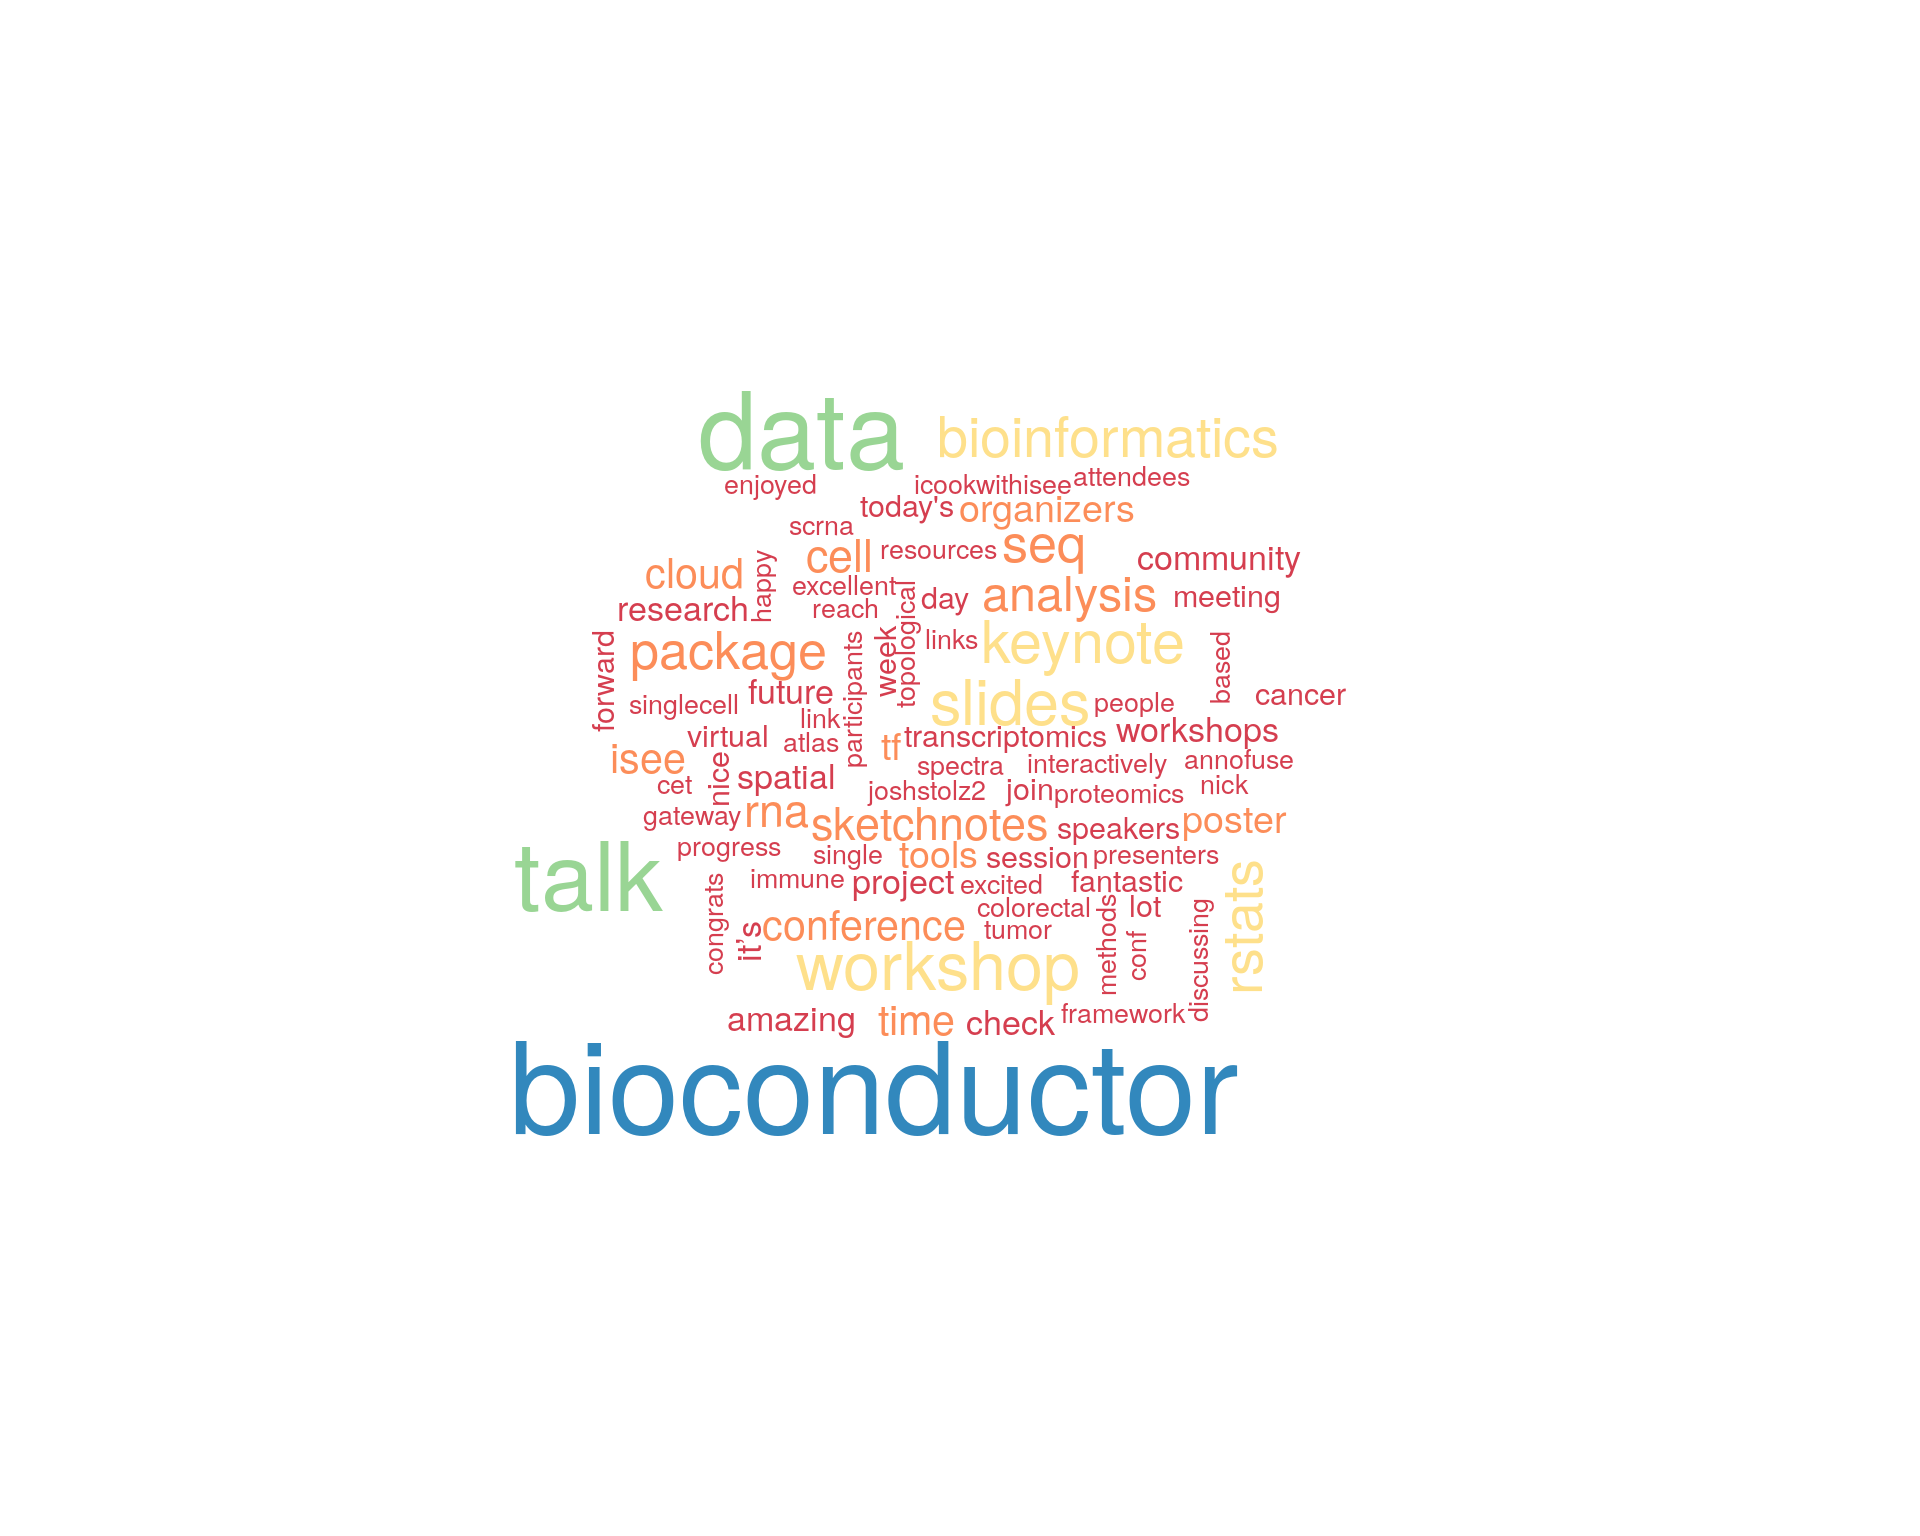 data
bioinformatics
enjoyed
icookwithisee
attendees
today's
organizers
scrna
cell
resources
seq
community
cloud
happy
excellent
topological
day
analysis
meeting
research
reach
forward
package
participants
week
links
keynote
based
singlecell
future
slides
people
cancer
link
virtual
atlas
tf
transcriptomics
workshops
isee
nice
spatial
spectra
interactively
annofuse
cet
joshstolz2
join
proteomics
nick
gateway
rna
sketchnotes
speakers
poster
progress
single
tools
session
presenters
talk
immune
project
excited
fantastic
rstats
congrats
it’s
conference
colorectal
tumor
methods
lot
conf
discussing
workshop
amazing
time
check
framework
bioconductor